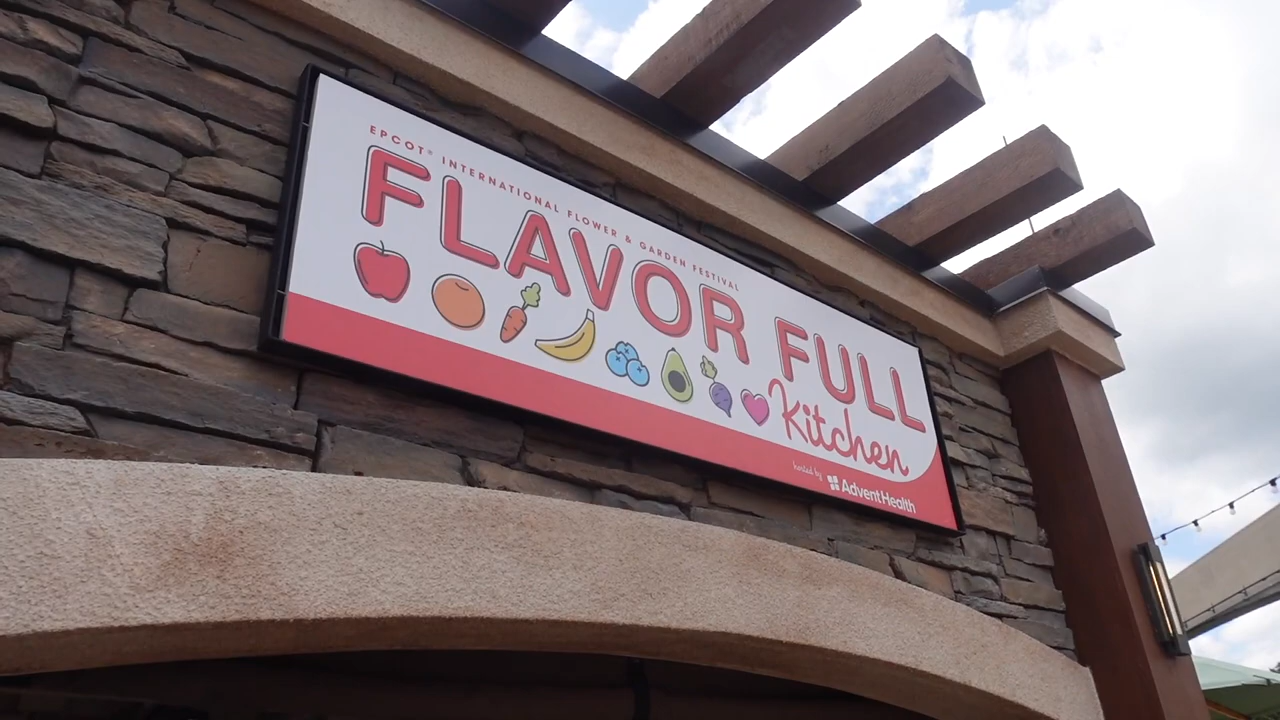 EPCOT® INTERNATIONAL FLOWER & GARDEN FESTIVAL
FLAVOR FULL
Kitchen
hosted by
AdventHealth